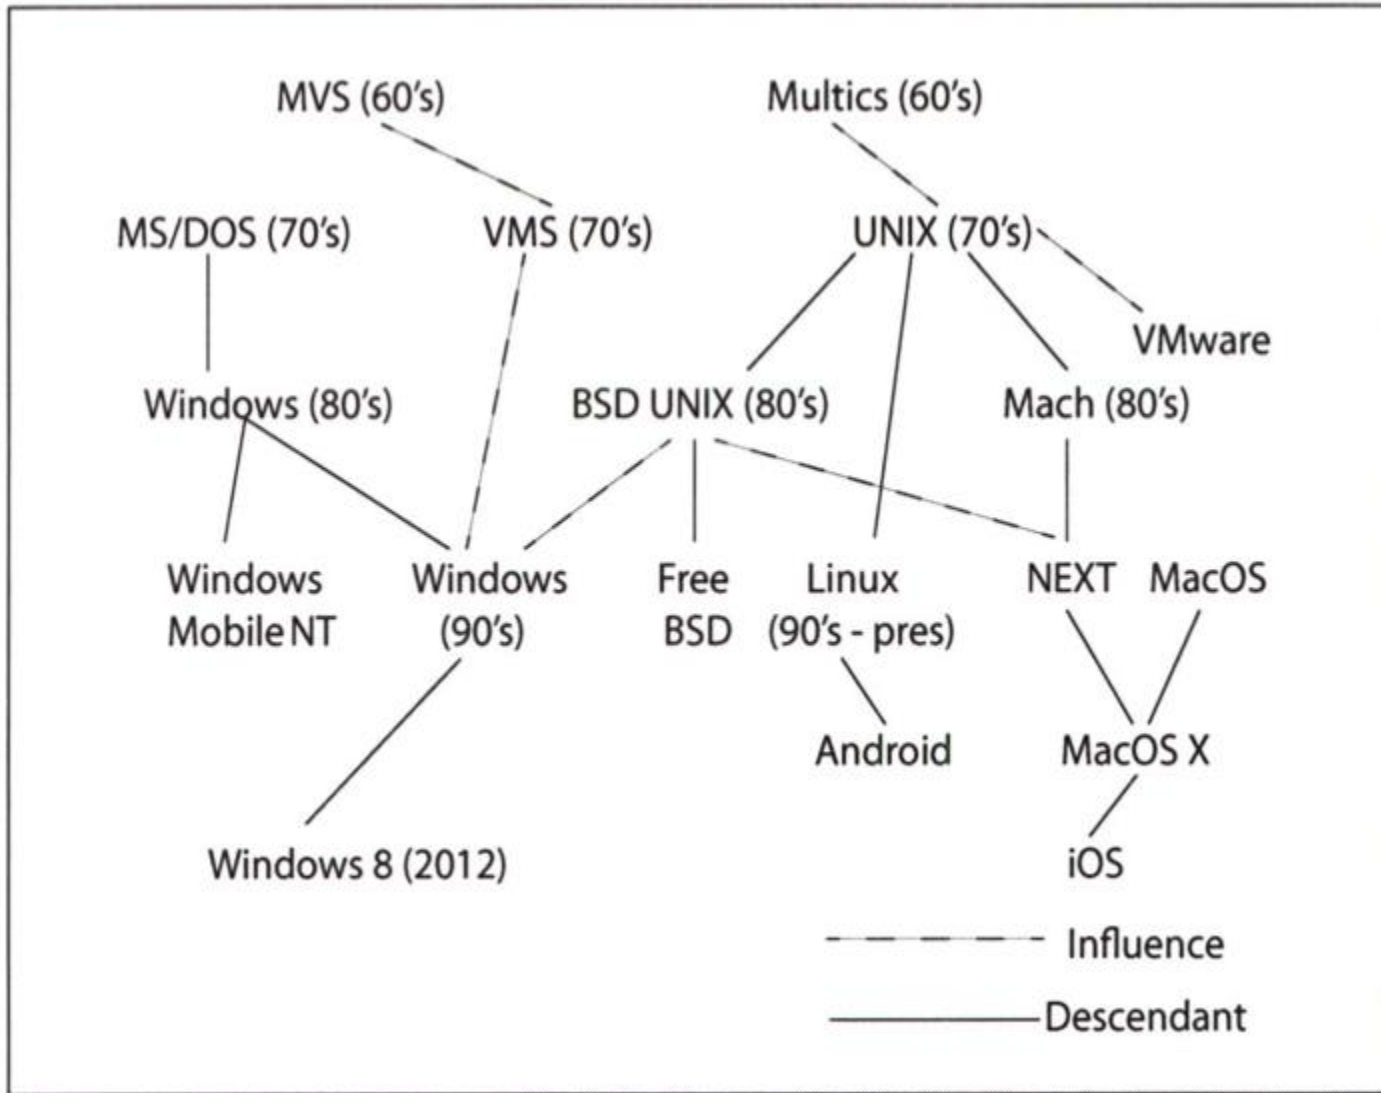 MVS (60's)
Multics (60's)
MS/DOS (70's)
VMS (70's)
UNIX (70's)
VMware
Windows (80's)
BSD UNIX (80's)
Mach (80's)
Windows
Mobile NT
Windows
(90's)
Free
BSD
Linux
(90's - pres)
NEXT
MacOS
Android
MacOS X
Windows 8 (2012)
iOS
Influence
Descendant